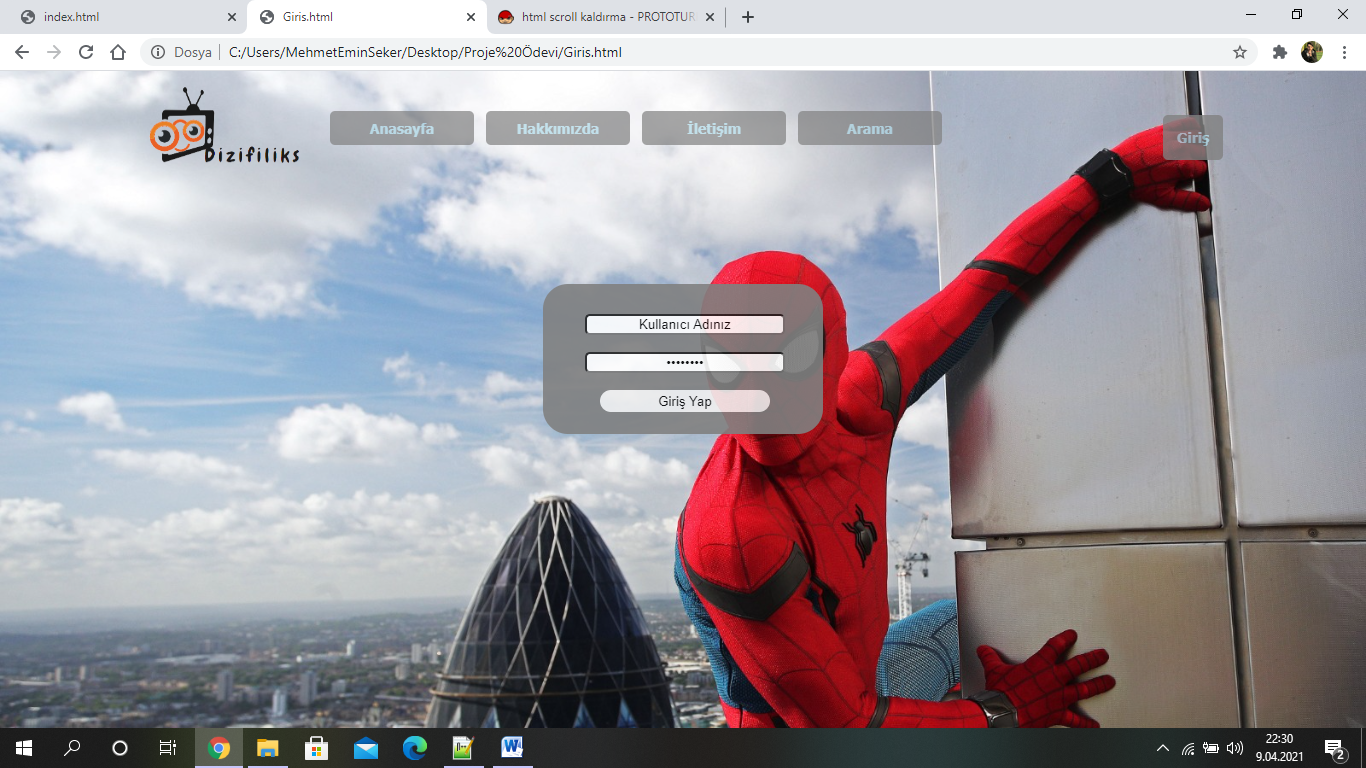 index.html
Giris.html
html scroll kaldırma - PROTOTUR
Dosya
C:/Users/MehmetEminSeker/Desktop/Proje%20Ödevi/Giris.html
Dizifiliks
Anasayfa
Hakkımızda
İletişim
Arama
Giriş
Kullanıcı Adınız
••••••••
Giriş Yap
22:30
9.04.2021
2